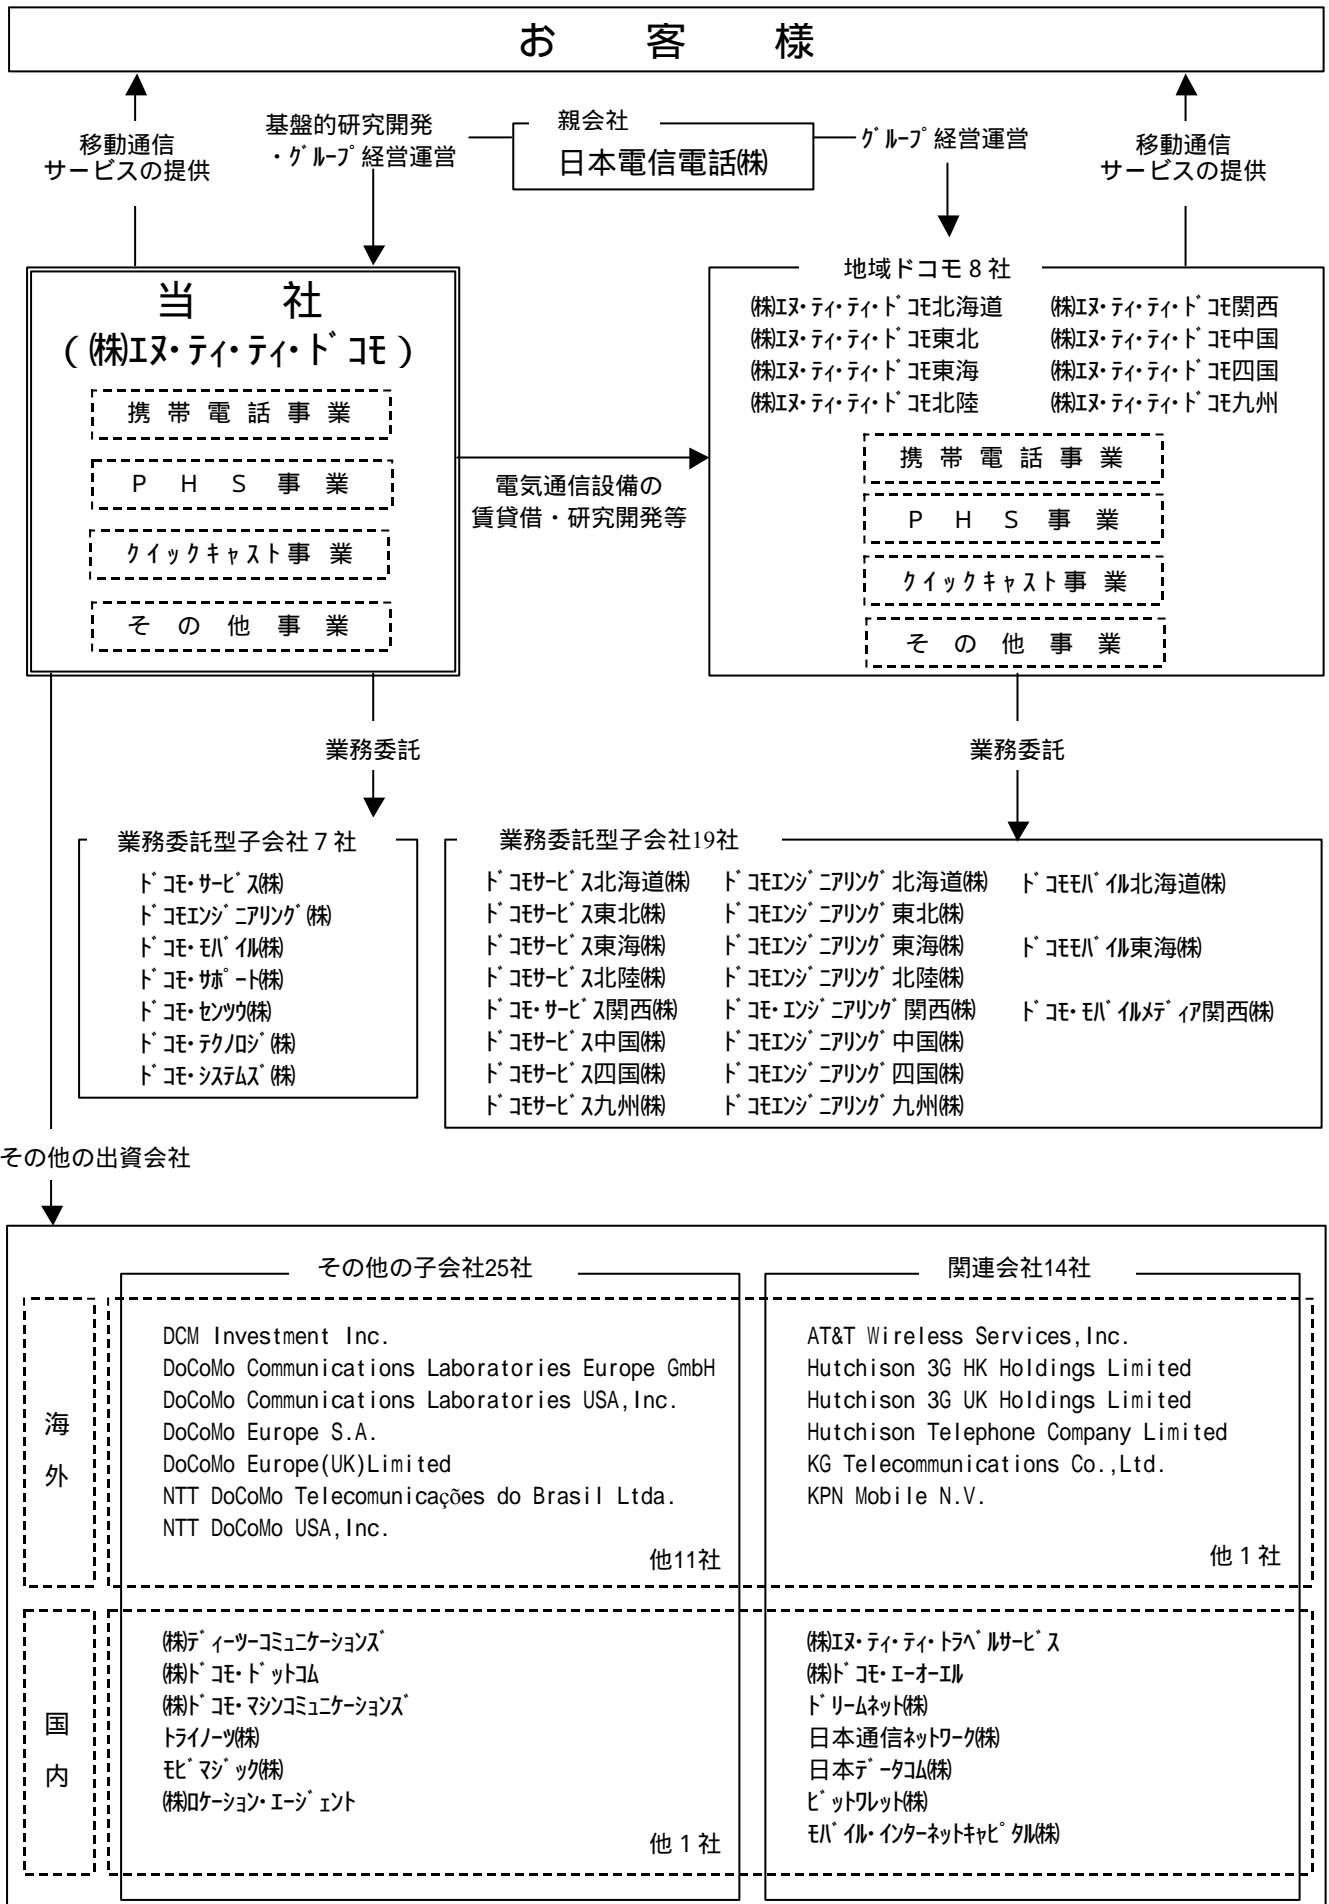 お 客 様
移動通信
サービスの提供
基盤的研究開発
・グループ経営運営
親会社
日本電信電話㈱
グループ経営運営
移動通信
サービスの提供
当 社
(㈱エヌ・ティ・ティ・ドコモ)
携 帯 電 話 事 業
P H S 事 業
クイックキャスト事 業
そ の 他 事 業
電気通信設備の
賃貸借・研究開発等
地域ドコモ8社
㈱エヌ・ティ・ティ・ドコモ北海道 ㈱エヌ・ティ・ティ・ドコモ関西
㈱エヌ・ティ・ティ・ドコモ東北 ㈱エヌ・ティ・ティ・ドコモ中国
㈱エヌ・ティ・ティ・ドコモ東海 ㈱エヌ・ティ・ティ・ドコモ四国
㈱エヌ・ティ・ティ・ドコモ北陸 ㈱エヌ・ティ・ティ・ドコモ九州
携 帯 電 話 事 業
P H S 事 業
クイックキャスト事 業
そ の 他 事 業
業務委託
業務委託
業務委託型子会社7社
ドコモ・サービス㈱
ドコモエンジニアリング㈱
ドコモ・モバイル㈱
ドコモ・サポート㈱
ドコモ・センツウ㈱
ドコモ・テクノロジ㈱
ドコモ・システムズ㈱
業務委託型子会社19社
ドコモサービス北海道㈱ ドコモエンジニアリング北海道㈱ ドコモモバイル北海道㈱
ドコモサービス東北㈱ ドコモエンジニアリング東北㈱
ドコモサービス東海㈱ ドコモエンジニアリング東海㈱ ドコモモバイル東海㈱
ドコモサービス北陸㈱ ドコモエンジニアリング北陸㈱
ドコモ・サービス関西㈱ ドコモ・エンジニアリング関西㈱ ドコモ・モバイルメディア関西㈱
ドコモサービス中国㈱ ドコモエンジニアリング中国㈱
ドコモサービス四国㈱ ドコモエンジニアリング四国㈱
ドコモサービス九州㈱ ドコモエンジニアリング九州㈱
その他の出資会社
その他の子会社25社
関連会社14社
海外
DCM Investment Inc.
DoCoMo Communications Laboratories Europe GmbH
DoCoMo Communications Laboratories USA,Inc.
DoCoMo Europe S.A.
DoCoMo Europe(UK)Limited
NTT DoCoMo Telecomunicações do Brasil Ltda.
NTT DoCoMo USA,Inc.
他11社
AT&T Wireless Services,Inc.
Hutchison 3G HK Holdings Limited
Hutchison 3G UK Holdings Limited
Hutchison Telephone Company Limited
KG Telecommunications Co.,Ltd.
KPN Mobile N.V.
他1社
国内
㈱ディーツーコミュニケーションズ
㈱ドコモ・ドットコム
㈱ドコモ・マシンコミュニケーションズ
トライノーツ㈱
モビマジック㈱
㈱ロケーション・エージェント
他1社
㈱エヌ・ティ・ティ・トラベルサービス
㈱ドコモ・エーオーエル
ドリームネット㈱
日本通信ネットワーク㈱
日本データコム㈱
ビットワレット㈱
モバイル・インターネットキャピタル㈱